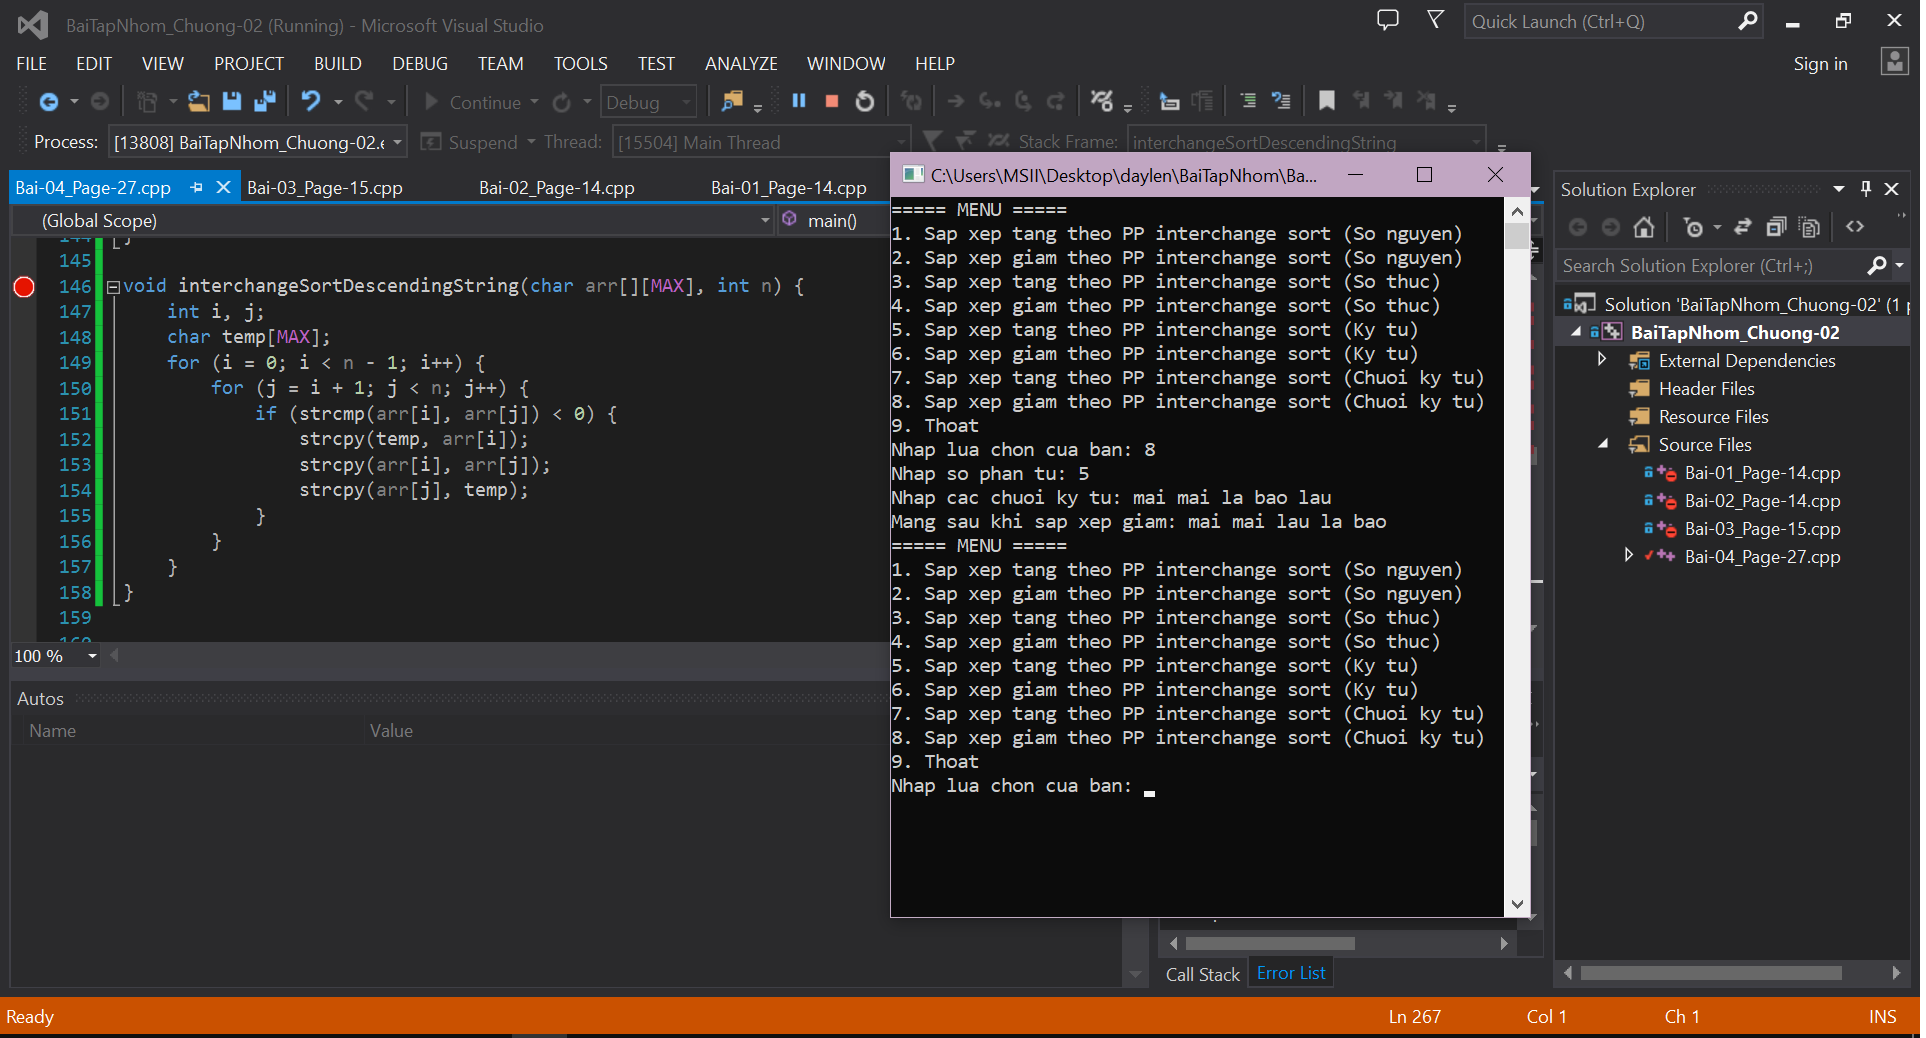 BaiTapNhom_Chuong-02 (Running) - Microsoft Visual Studio
Quick Launch (Ctrl+Q)
FILE EDIT VIEW PROJECT BUILD DEBUG TEAM TOOLS TEST ANALYZE WINDOW HELP
Sign in
Continue
Debug
Process: [13808] BaiTapNhom_Chuong-02.e
Suspend Thread: [15504] Main Thread
Stack Frame: interchangeSortDescendingString
Bai-04_Page-27.cpp
Bai-03_Page-15.cpp
Bai-02_Page-14.cpp
Bai-01_Page-14.cpp
(Global Scope)
main()
144 }
145
146 void interchangeSortDescendingString(char arr[][MAX], int n) {
147 int i, j;
148 char temp[MAX];
149 for (i = 0; i < n - 1; i++) {
150 for (j = i + 1; j < n; j++) {
151 if (strcmp(arr[i], arr[j]) < 0) {
152 strcpy(temp, arr[i]);
153 strcpy(arr[i], arr[j]);
154 strcpy(arr[j], temp);
155 }
156 }
157 }
158 }
159
160
100 %
Autos
Name Value
C:\Users\MSII\Desktop\daylen\BaiTapNhom\Ba...
===== MENU =====
1. Sap xep tang theo PP interchange sort (So nguyen)
2. Sap xep giam theo PP interchange sort (So nguyen)
3. Sap xep tang theo PP interchange sort (So thuc)
4. Sap xep giam theo PP interchange sort (So thuc)
5. Sap xep tang theo PP interchange sort (Ky tu)
6. Sap xep giam theo PP interchange sort (Ky tu)
7. Sap xep tang theo PP interchange sort (Chuoi ky tu)
8. Sap xep giam theo PP interchange sort (Chuoi ky tu)
9. Thoat
Nhap lua chon cua ban: 8
Nhap so phan tu: 5
Nhap cac chuoi ky tu: mai mai la bao lau
Mang sau khi sap xep giam: mai mai lau la bao
===== MENU =====
1. Sap xep tang theo PP interchange sort (So nguyen)
2. Sap xep giam theo PP interchange sort (So nguyen)
3. Sap xep tang theo PP interchange sort (So thuc)
4. Sap xep giam theo PP interchange sort (So thuc)
5. Sap xep tang theo PP interchange sort (Ky tu)
6. Sap xep giam theo PP interchange sort (Ky tu)
7. Sap xep tang theo PP interchange sort (Chuoi ky tu)
8. Sap xep giam theo PP interchange sort (Chuoi ky tu)
9. Thoat
Nhap lua chon cua ban:
Call Stack
Error List
Solution Explorer
Search Solution Explorer (Ctrl+;)
Solution 'BaiTapNhom_Chuong-02' (1 p
BaiTapNhom_Chuong-02
External Dependencies
Header Files
Resource Files
Source Files
Bai-01_Page-14.cpp
Bai-02_Page-14.cpp
Bai-03_Page-15.cpp
Bai-04_Page-27.cpp
Ready
Ln 267 Col 1 Ch 1 INS